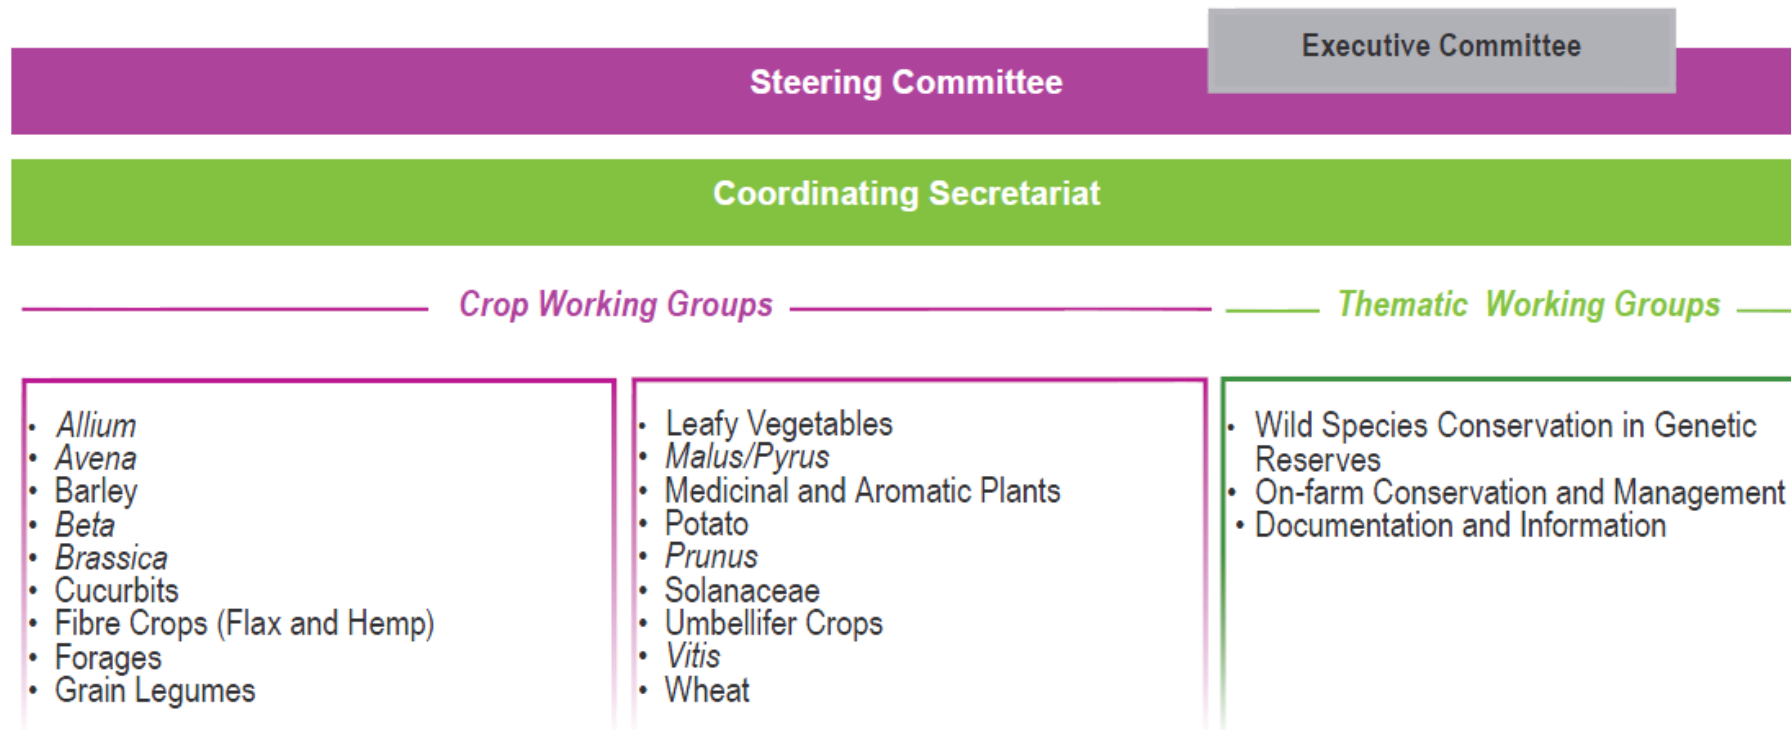 Executive Committee
Steering Committee
Coordinating Secretariat
Crop Working Groups
Thematic Working Groups
• Allium
• Avena
• Barley
• Beta
• Brassica
• Cucurbits
• Fibre Crops (Flax and Hemp)
• Forages
• Grain Legumes
• Leafy Vegetables
• Malus/Pyrus
• Medicinal and Aromatic Plants
• Potato
• Prunus
• Solanaceae
• Umbellifer Crops
• Vitis
• Wheat
• Wild Species Conservation in Genetic
Reserves
• On-farm Conservation and Management
• Documentation and Information